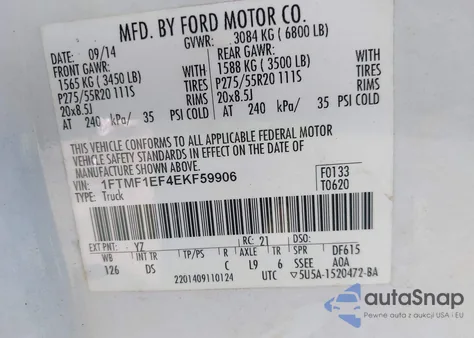 MFD. BY FORD MOTOR CO.
DATE: 09/14 GVWR: 3084 KG ( 6800 LB)
FRONT GAWR: REAR GAWR:
1565 KG ( 3450 LB) WITH 1588 KG ( 3500 LB) WITH
P275/55R20 111S TIRES P275/55R20 111S TIRES
20x8.5J RIMS 20x8.5J RIMS
AT 240 kPa/ 35 PSI COLD AT 240 kPa/ 35 PSI COLD
THIS VEHICLE CONFORMS TO ALL APPLICABLE FEDERAL MOTOR
VEHICLE SAFETY STANDARDS IN EFFECT ON THE DATE OF
MANUFACTURE SHOWN ABOVE.
VIN: 1FTMF1EF4EKF59906 F0133
TYPE: Truck T0620
EXT PNT: YZ RC: 21 DSO:
WB TP/PS R AXLE TR SPR DF615
126 DS C L9 6 SSEE AOA
2201409110124 UTC 5U5A-1520472-BA
autoSnap
Pewne auto z aukcji USA i EU